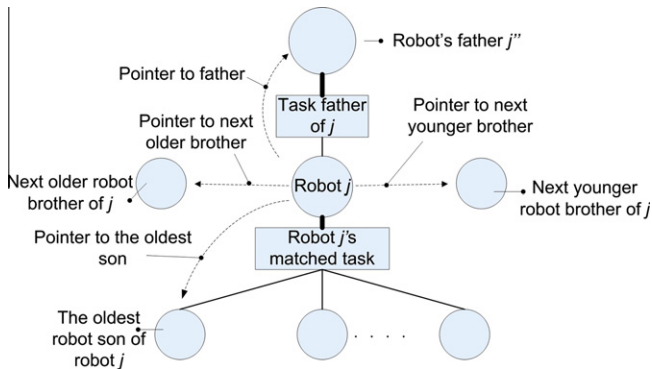 Robot's father j''
Pointer to father
Task father
of j
Pointer to next
older brother
Pointer to next
younger brother
Next older robot
brother of j
Robot j
Next younger
robot brother of j
Pointer to the oldest
son
Robot j's
matched task
The oldest
robot son of
robot j
. . . .